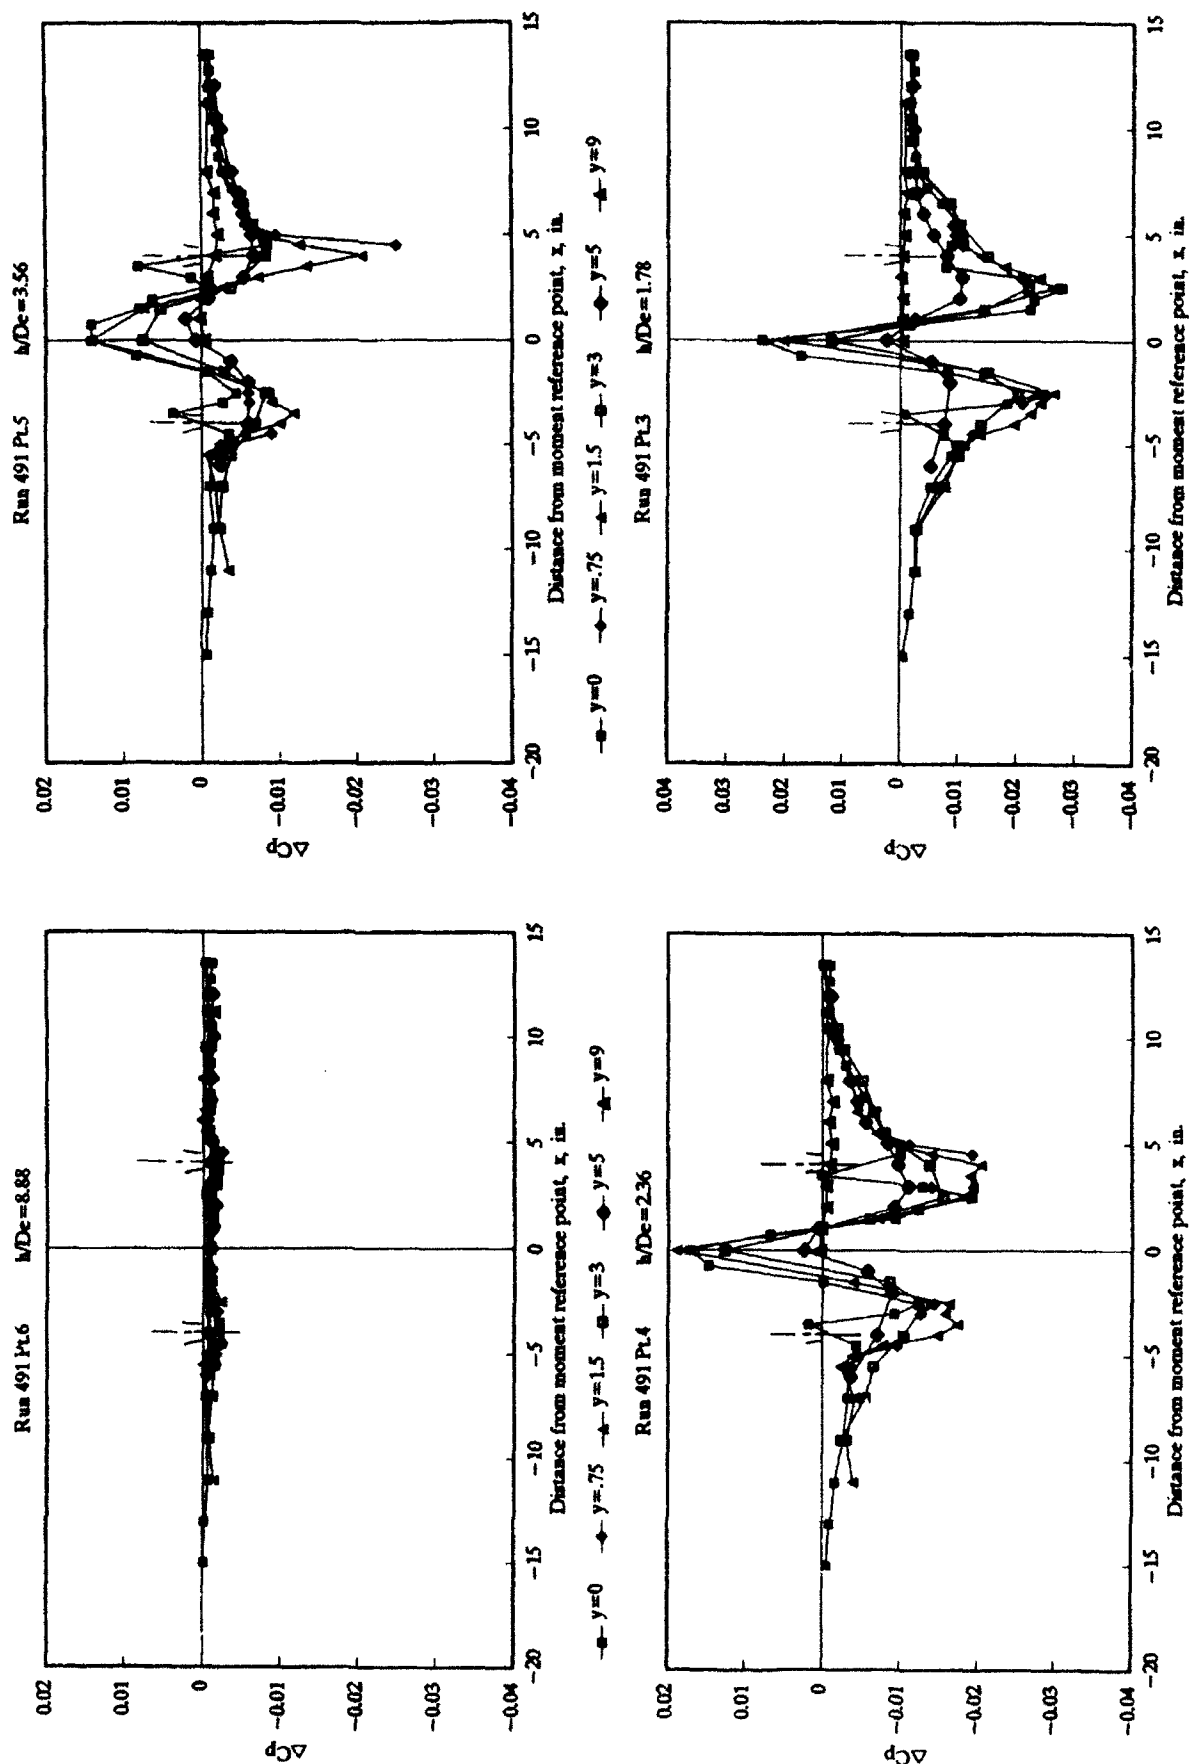 Run 491 Pt.6 h/De=8.88
0.02
0.01
0
-0.01
-0.02
-0.03
-0.04
ΔCp
-20 -15 -10 -5 0 5 10 15
Distance from moment reference point, x, in.
y=0 y=.75 y=1.5 y=3 y=5 y=9
Run 491 Pt.5 h/De=3.56
0.02
0.01
0
-0.01
-0.02
-0.03
-0.04
ΔCp
-20 -15 -10 -5 0 5 10 15
Distance from moment reference point, x, in.
y=0 y=.75 y=1.5 y=3 y=5 y=9
Run 491 Pt.4 h/De=2.36
0.02
0.01
0
-0.01
-0.02
-0.03
-0.04
ΔCp
-20 -15 -10 -5 0 5 10 15
Distance from moment reference point, x, in.
Run 491 Pt.3 h/De=1.78
0.04
0.03
0.02
0.01
0
-0.01
-0.02
-0.03
-0.04
ΔCp
-20 -15 -10 -5 0 5 10 15
Distance from moment reference point, x, in.